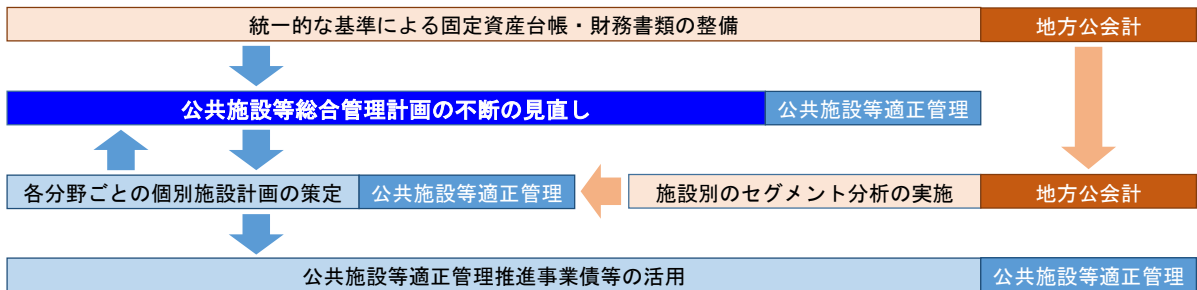 統一的な基準による固定資産台帳・財務書類の整備 地方公会計
公共施設等総合管理計画の不断の見直し 公共施設等適正管理
各分野ごとの個別施設計画の策定 公共施設等適正管理 施設別のセグメント分析の実施 地方公会計
公共施設等適正管理推進事業債等の活用 公共施設等適正管理